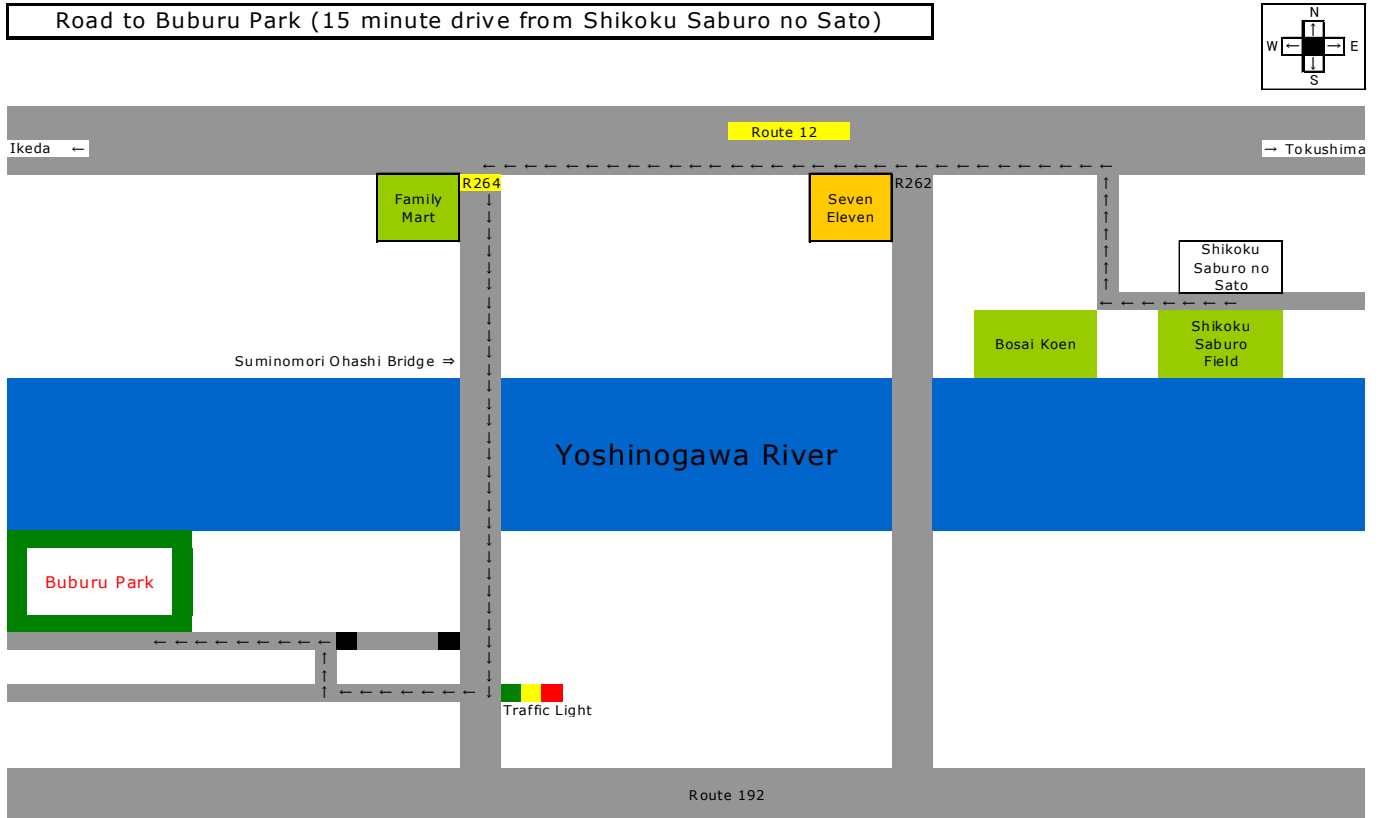 Road to Buburu Park (15 minute drive from Shikoku Saburo no Sato)
N
↑
W ← → E
↓
S
Route 12
Ikeda ←
→ Tokushima
R264
R262
Family
Mart
Seven
Eleven
Shikoku
Saburo no
Sato
Bosai Koen
Shikoku
Saburo
Field
Suminomori Ohashi Bridge ⇒
Yoshinogawa River
Buburu Park
Traffic Light
Route 192